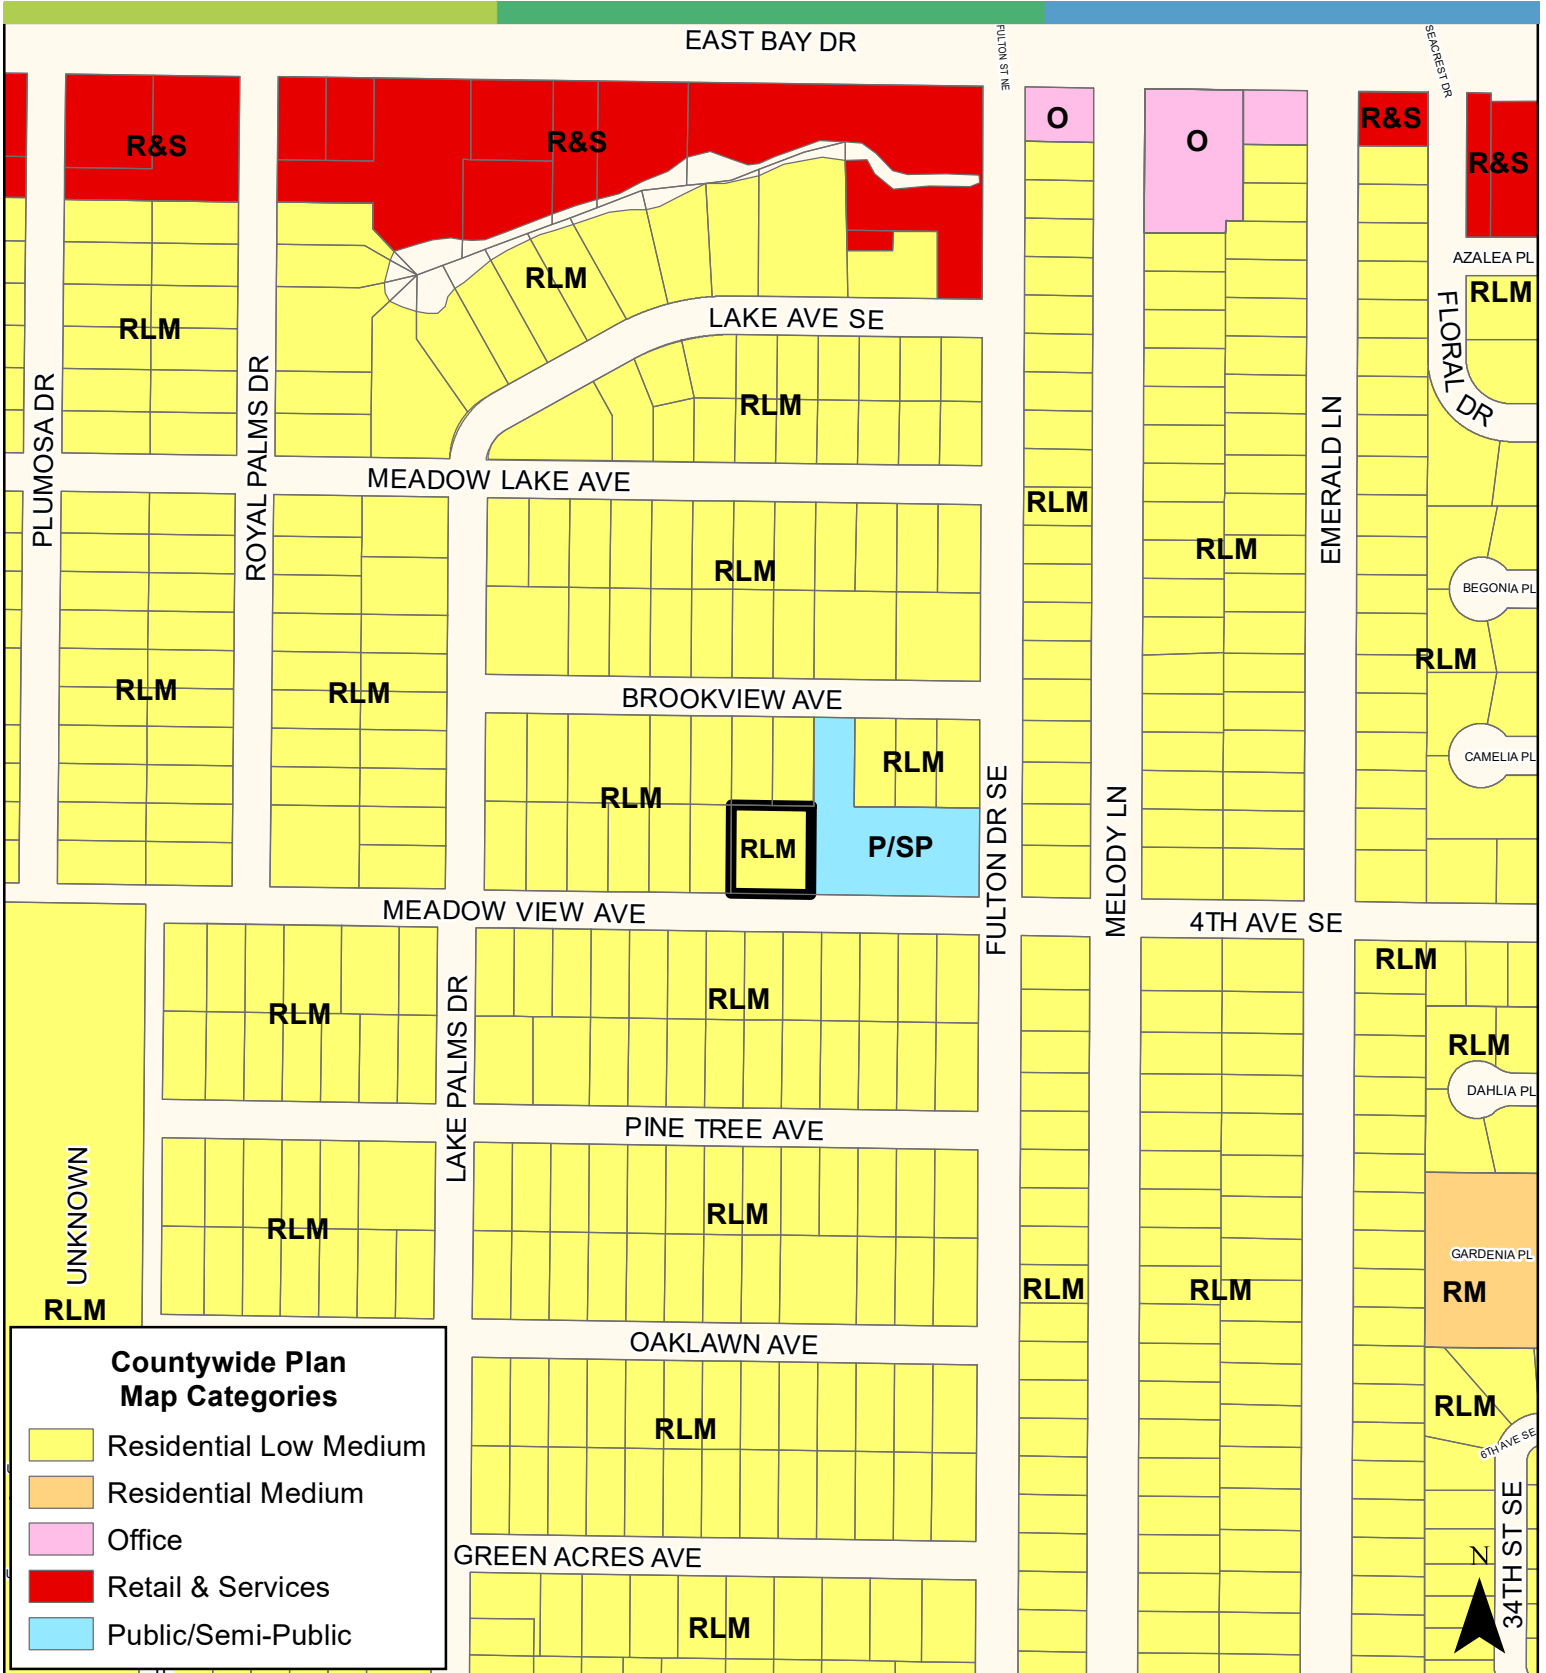 EAST BAY DR
FULTON ST NE
SEACREST DR
R&S
R&S
O
O
R&S
R&S
AZALEA PL
RLM
RLM
RLM
FLORAL DR
LAKE AVE SE
RLM
PLUMOSA DR
ROYAL PALMS DR
EMERALD LN
MEADOW LAKE AVE
RLM
RLM
RLM
BEGONIA PL
RLM
RLM
RLM
BROOKVIEW AVE
CAMELIA PL
RLM
RLM
RLM
P/SP
FULTON DR SE
MELODY LN
MEADOW VIEW AVE
4TH AVE SE
RLM
RLM
RLM
RLM
LAKE PALMS DR
DAHLIA PL
PINE TREE AVE
UNKNOWN
RLM
RLM
RLM
GARDENIA PL
RM
RLM
RLM
RLM
OAKLAWN AVE
RLM
RLM
6TH AVE SE
34TH ST SE
GREEN ACRES AVE
RLM
N
Countywide Plan
Map Categories
Residential Low Medium
Residential Medium
Office
Retail & Services
Public/Semi-Public